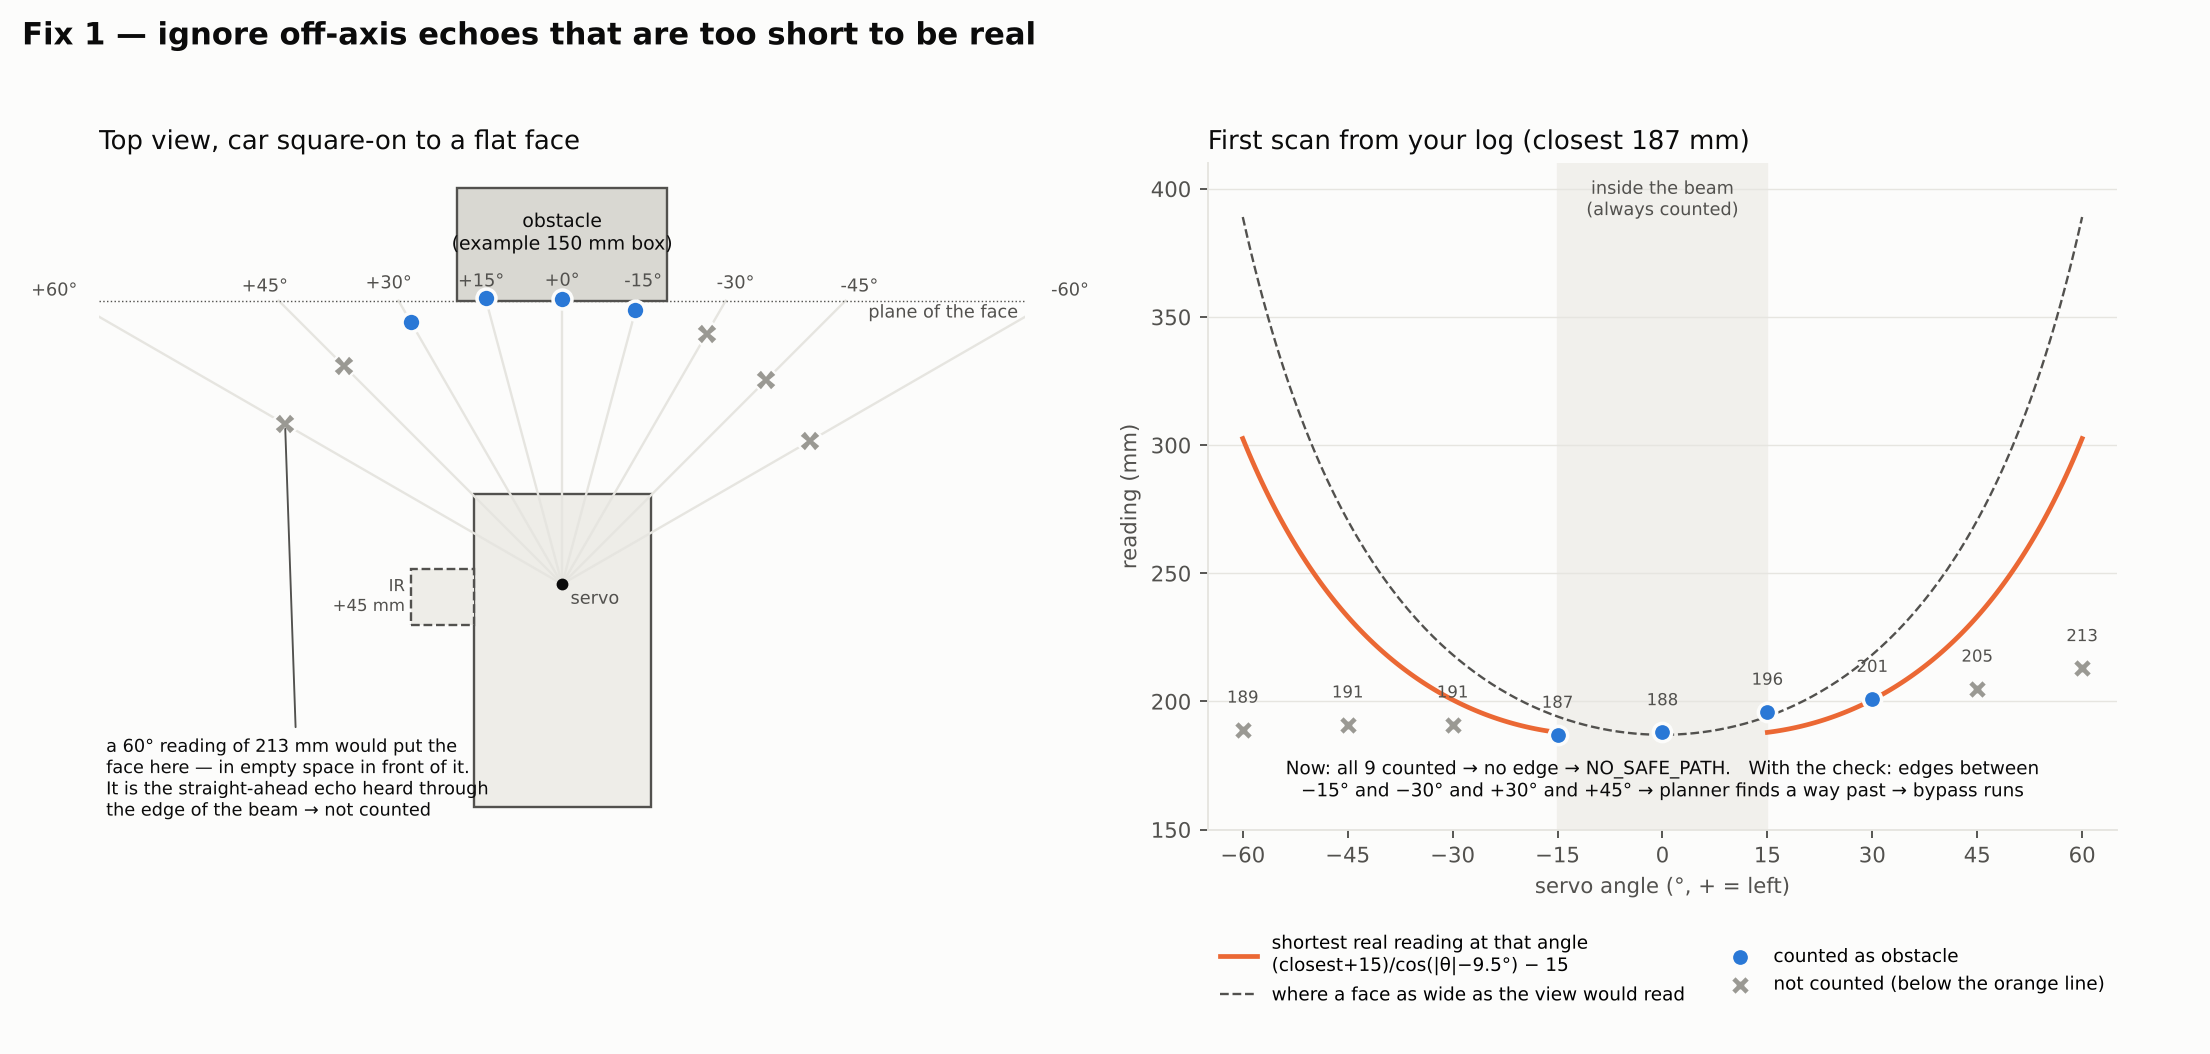 Fix 1 — ignore off-axis echoes that are too short to be real
Top view, car square-on to a flat face
obstacle
(example 150 mm box)
+60°
+45°
+30°
+15°
+0°
-15°
-30°
-45°
-60°
plane of the face
IR
+45 mm
servo
a 60° reading of 213 mm would put the
face here — in empty space in front of it.
It is the straight-ahead echo heard through
the edge of the beam → not counted
First scan from your log (closest 187 mm)
inside the beam
(always counted)
reading (mm)
400
350
300
250
200
150
189
191
191
187
188
196
201
205
213
Now: all 9 counted → no edge → NO_SAFE_PATH.   With the check: edges between
−15° and −30° and +30° and +45° → planner finds a way past → bypass runs
−60
−45
−30
−15
0
15
30
45
60
servo angle (°, + = left)
shortest real reading at that angle
(closest+15)/cos(|θ|−9.5°) − 15
where a face as wide as the view would read
counted as obstacle
not counted (below the orange line)